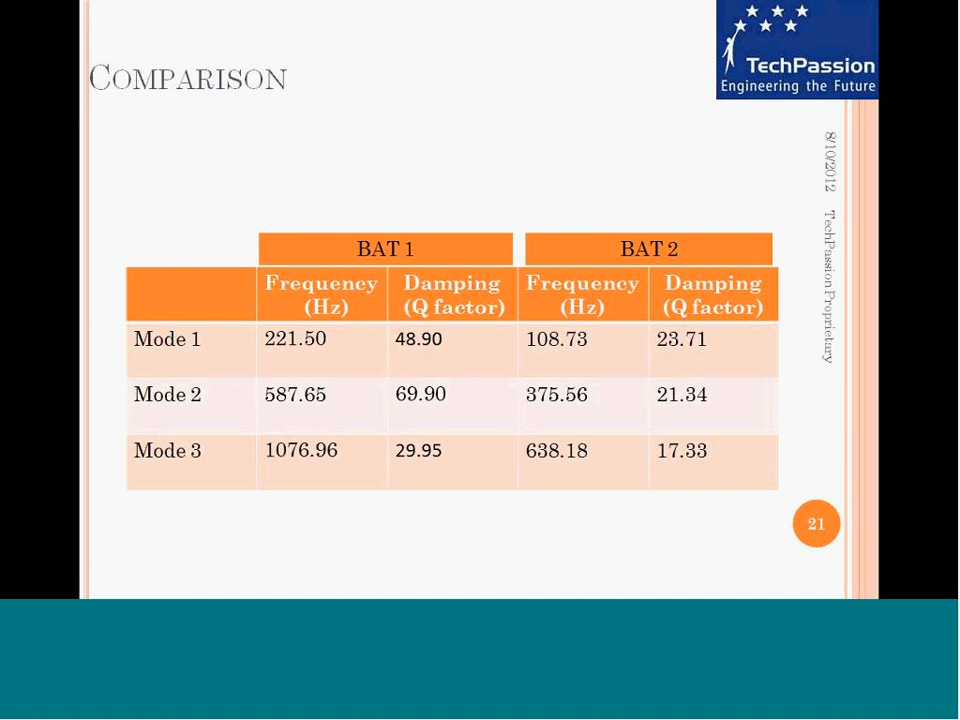 COMPARISON
TechPassion
Engineering the Future
8/10/2012 TechPassion Proprietary
BAT 1 BAT 2
Frequency (Hz) Damping (Q factor) Frequency (Hz) Damping (Q factor)
Mode 1 221.50 48.90 108.73 23.71
Mode 2 587.65 69.90 375.56 21.34
Mode 3 1076.96 29.95 638.18 17.33
21